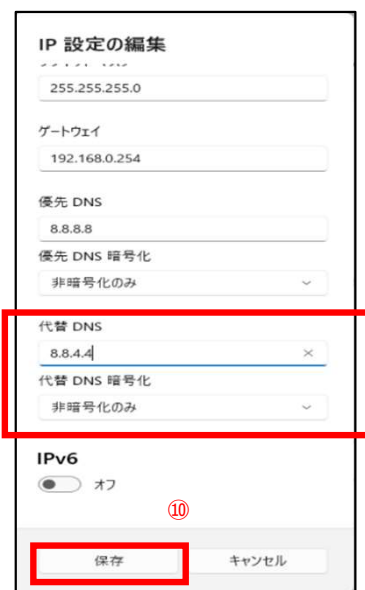 IP 設定の編集
255.255.255.0
ゲートウェイ
192.168.0.254
優先 DNS
8.8.8.8
優先 DNS 暗号化
非暗号化のみ
代替 DNS
8.8.4.4
代替 DNS 暗号化
非暗号化のみ
IPv6
オフ
⑩
保存 キャンセル